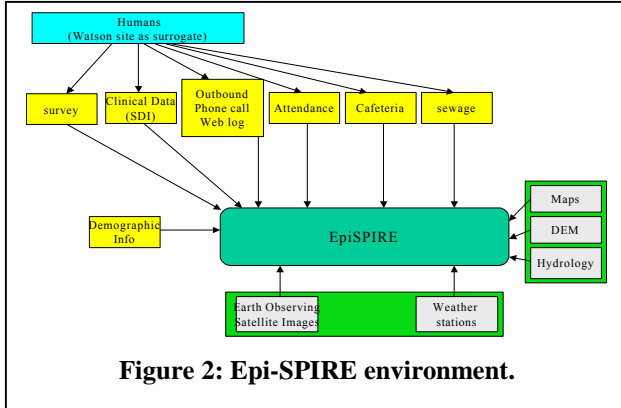 Humans
(Watson site as surrogate)
survey
Clinical Data
(SDI)
Outbound
Phone call
Web log
Attendance
Cafeteria
sewage
Demographic
Info
EpiSPIRE
Maps
DEM
Hydrology
Earth Observing
Satellite Images
Weather
stations
Figure 2: Epi-SPIRE environment.